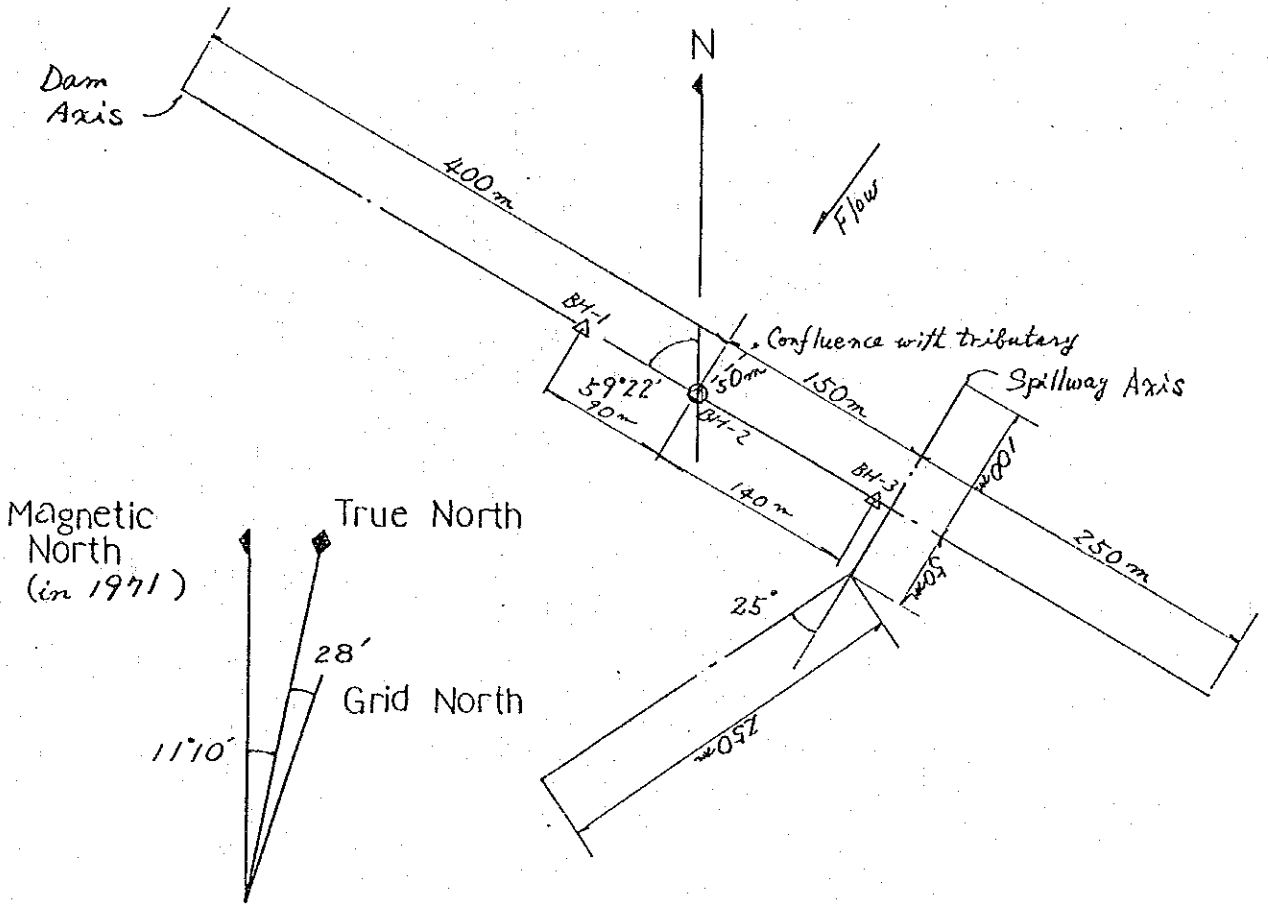 N
Dam
Axis
400m
Flow
BH-1
Confluence with tributary
150m
150m
Spillway Axis
59°22'
90m
BH-2
BH-3
140m
100m
250m
50m
25°
250m
Magnetic
North
(in 1971)
True North
28'
Grid North
11°10'